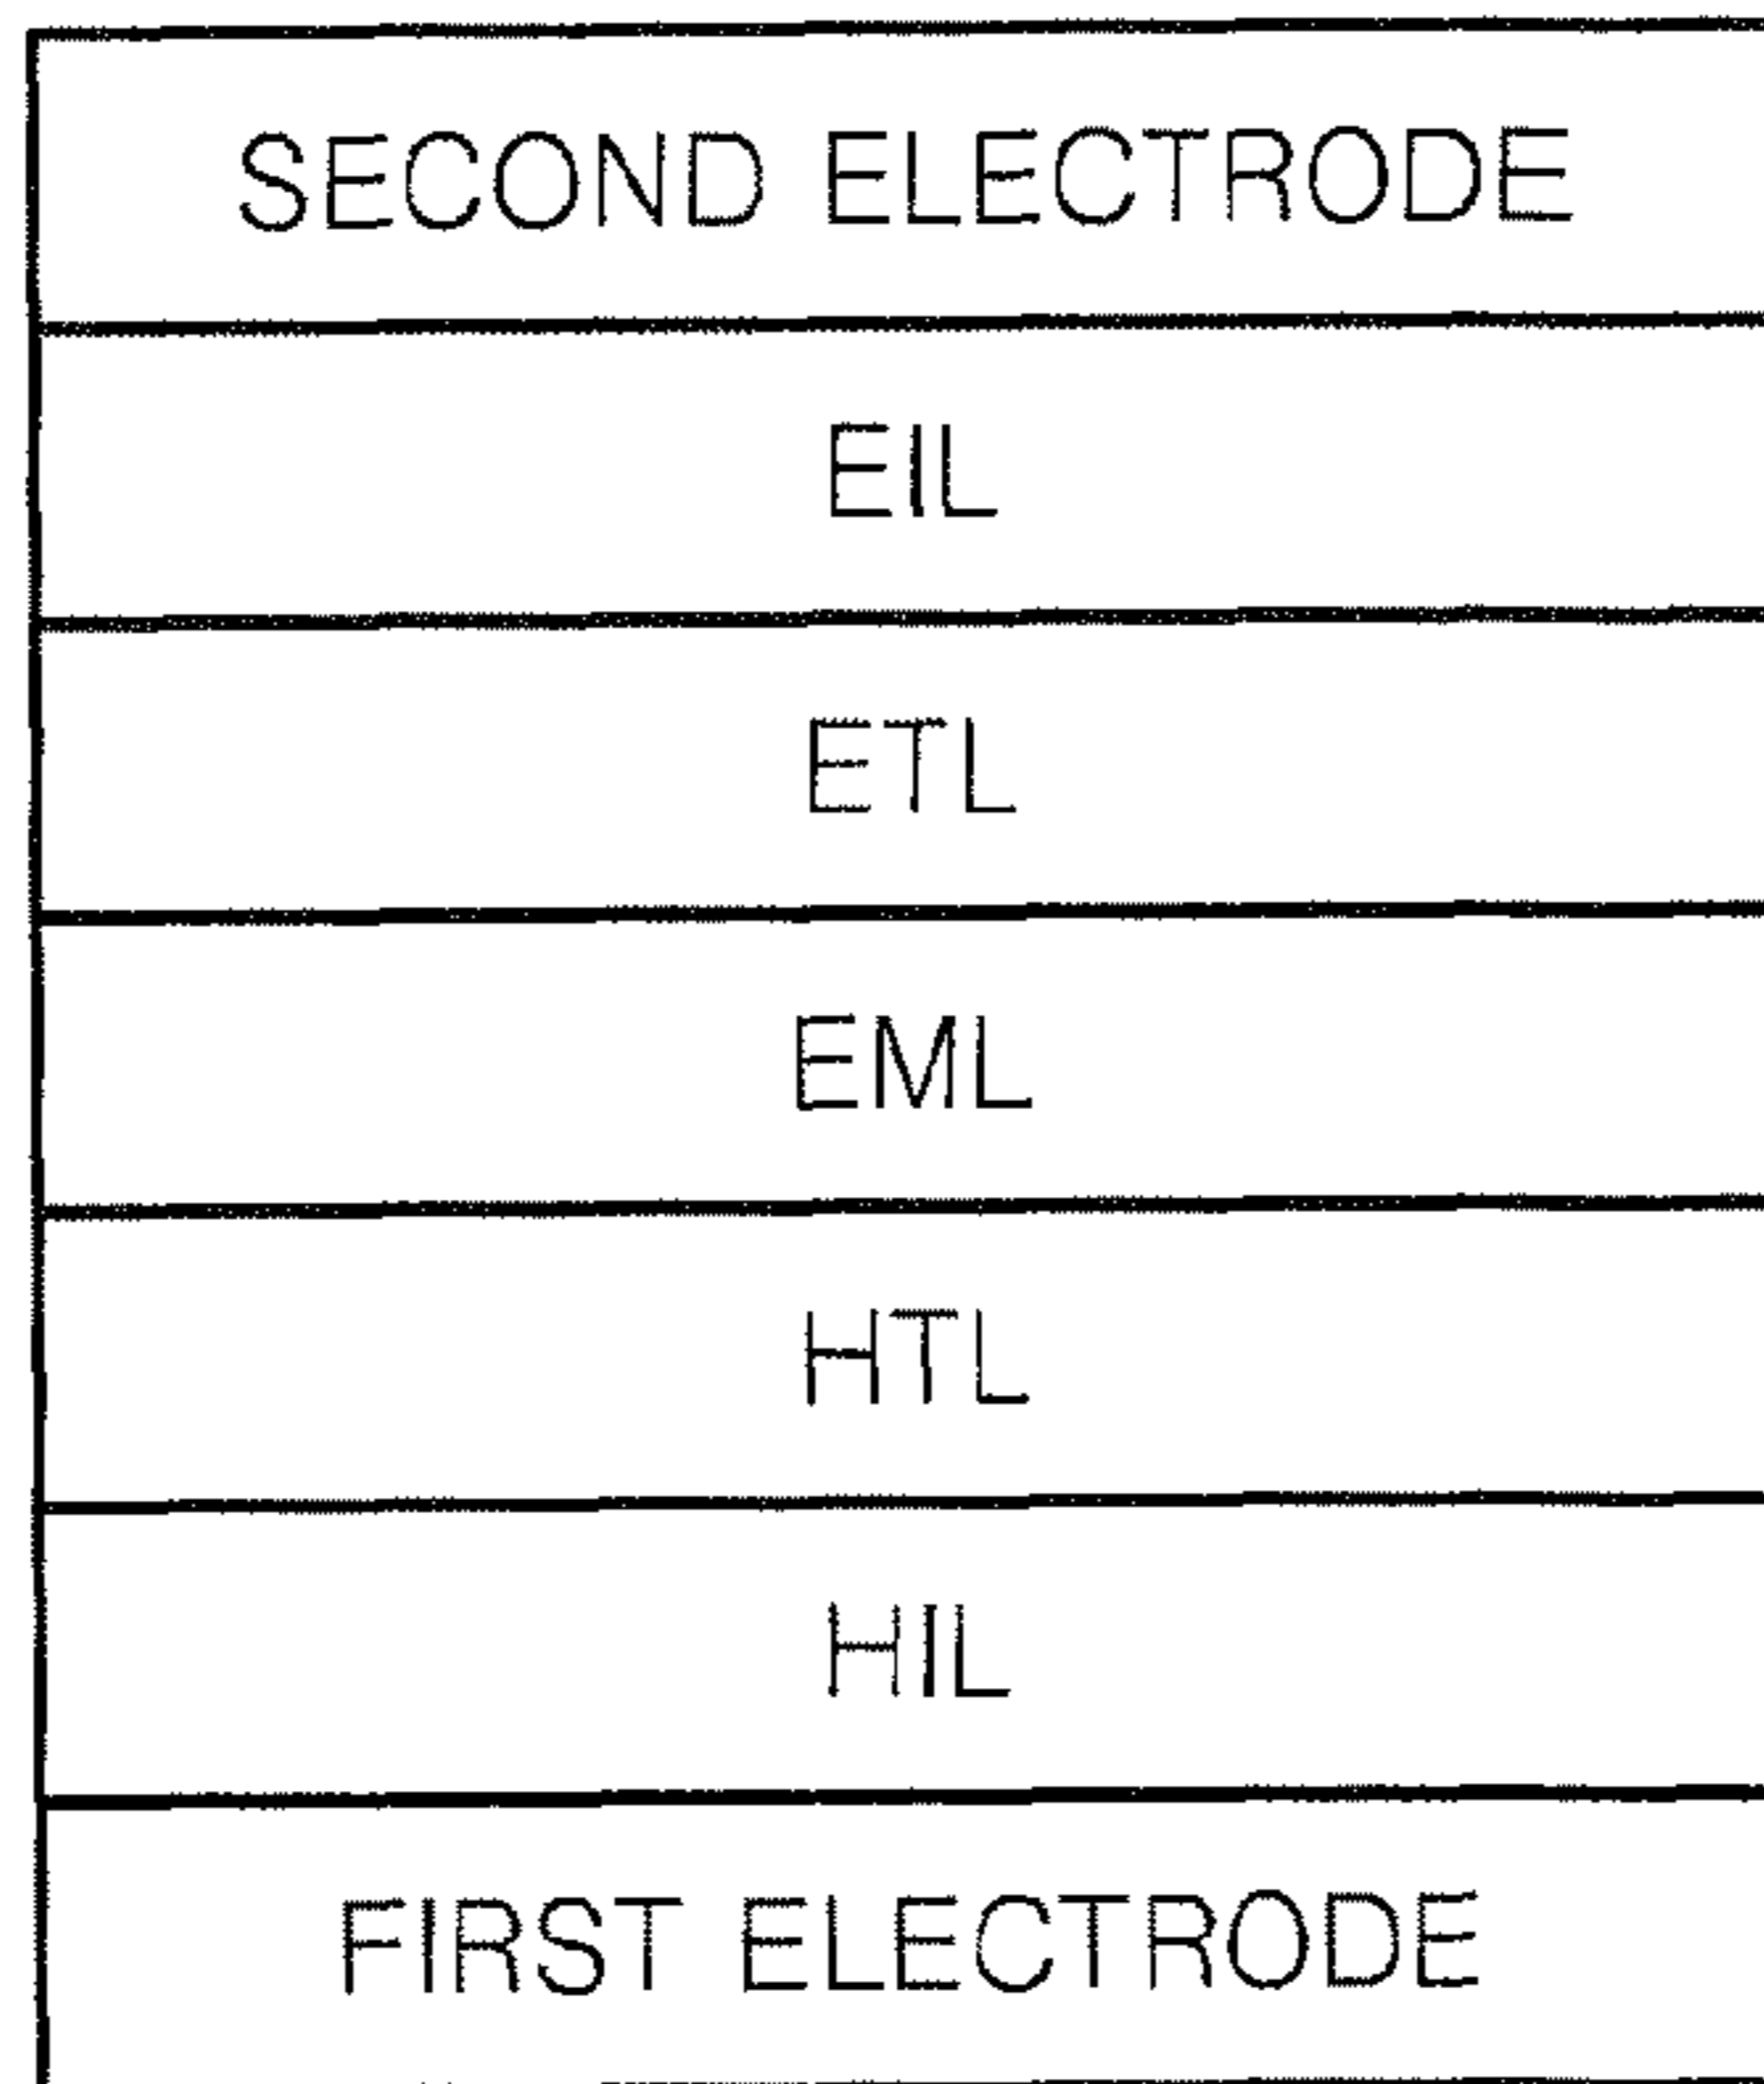 SECOND ELECTRODE
EIL
ETL
EML
HTL
HIL
FIRST ELECTRODE